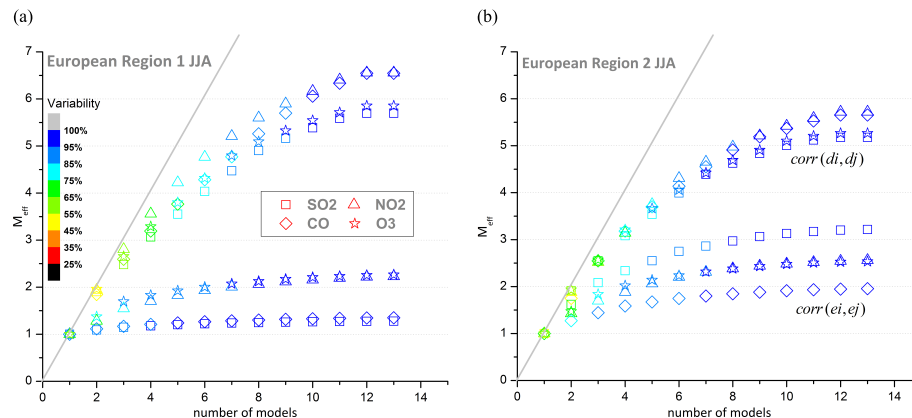 (a)
European Region 1 JJA
Variability
100%
95%
85%
75%
65%
55%
45%
35%
25%
SO2
NO2
CO
O3
M_eff
7
6
5
4
3
2
1
0
0 2 4 6 8 10 12 14
number of models
(b)
European Region 2 JJA
corr(di,dj)
corr(ei,ej)
M_eff
7
6
5
4
3
2
1
0
0 2 4 6 8 10 12 14
number of models